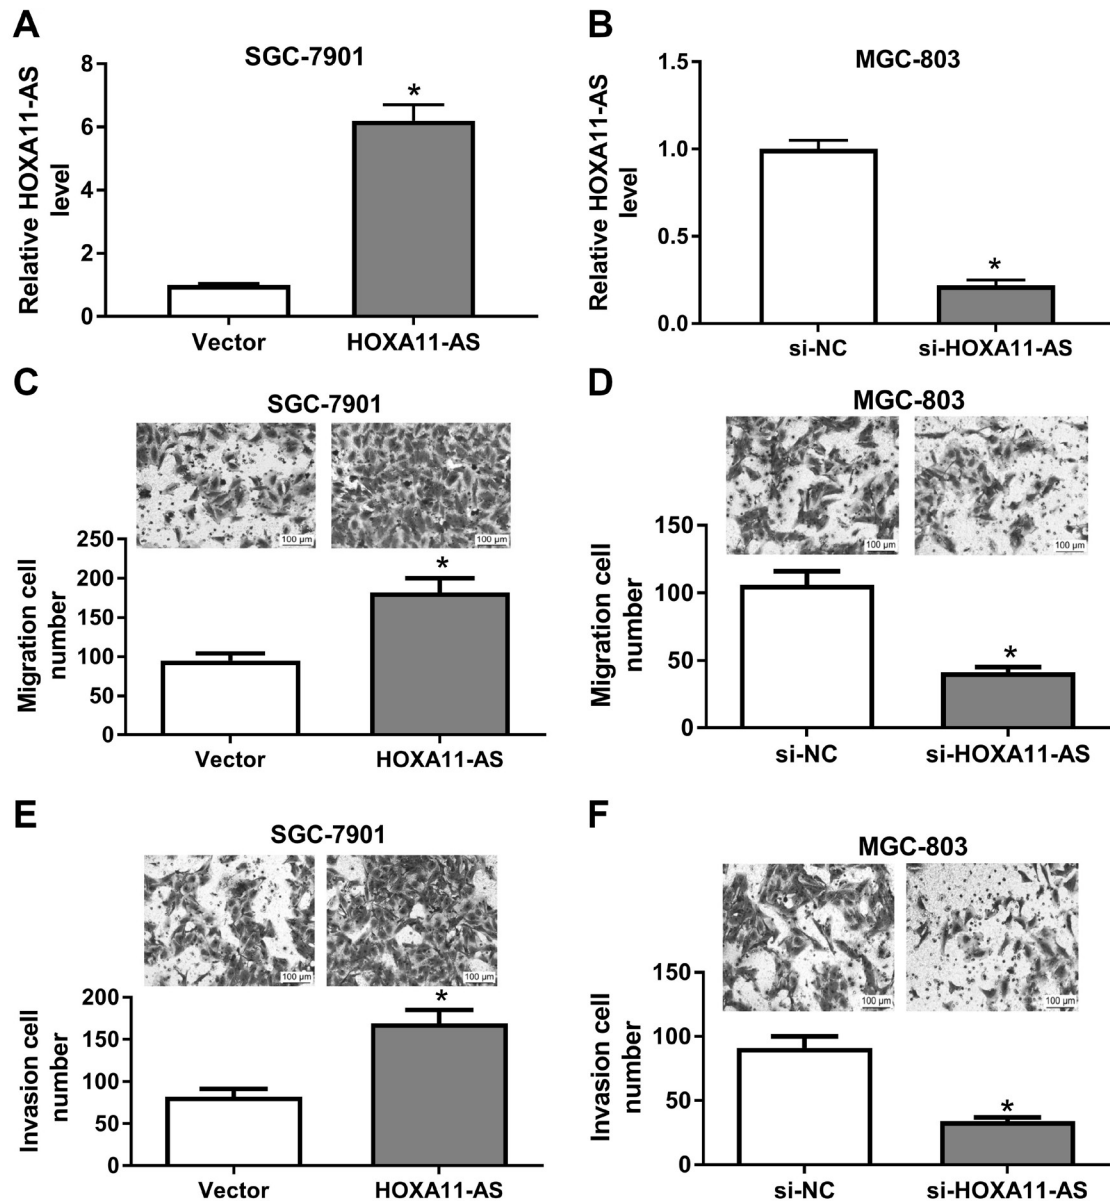 A
SGC-7901
Relative HOXA11-AS
level
8
6
4
2
0
*
Vector
HOXA11-AS
B
MGC-803
Relative HOXA11-AS
level
1.5
1.0
0.5
0.0
*
si-NC
si-HOXA11-AS
C
SGC-7901
100 µm
100 µm
Migration cell
number
250
200
150
100
50
0
*
Vector
HOXA11-AS
D
MGC-803
100 µm
100 µm
Migration cell
number
150
100
50
0
*
si-NC
si-HOXA11-AS
E
SGC-7901
100 µm
100 µm
Invasion cell
number
200
150
100
50
0
*
Vector
HOXA11-AS
F
MGC-803
100 µm
100 µm
Invasion cell
number
150
100
50
0
*
si-NC
si-HOXA11-AS